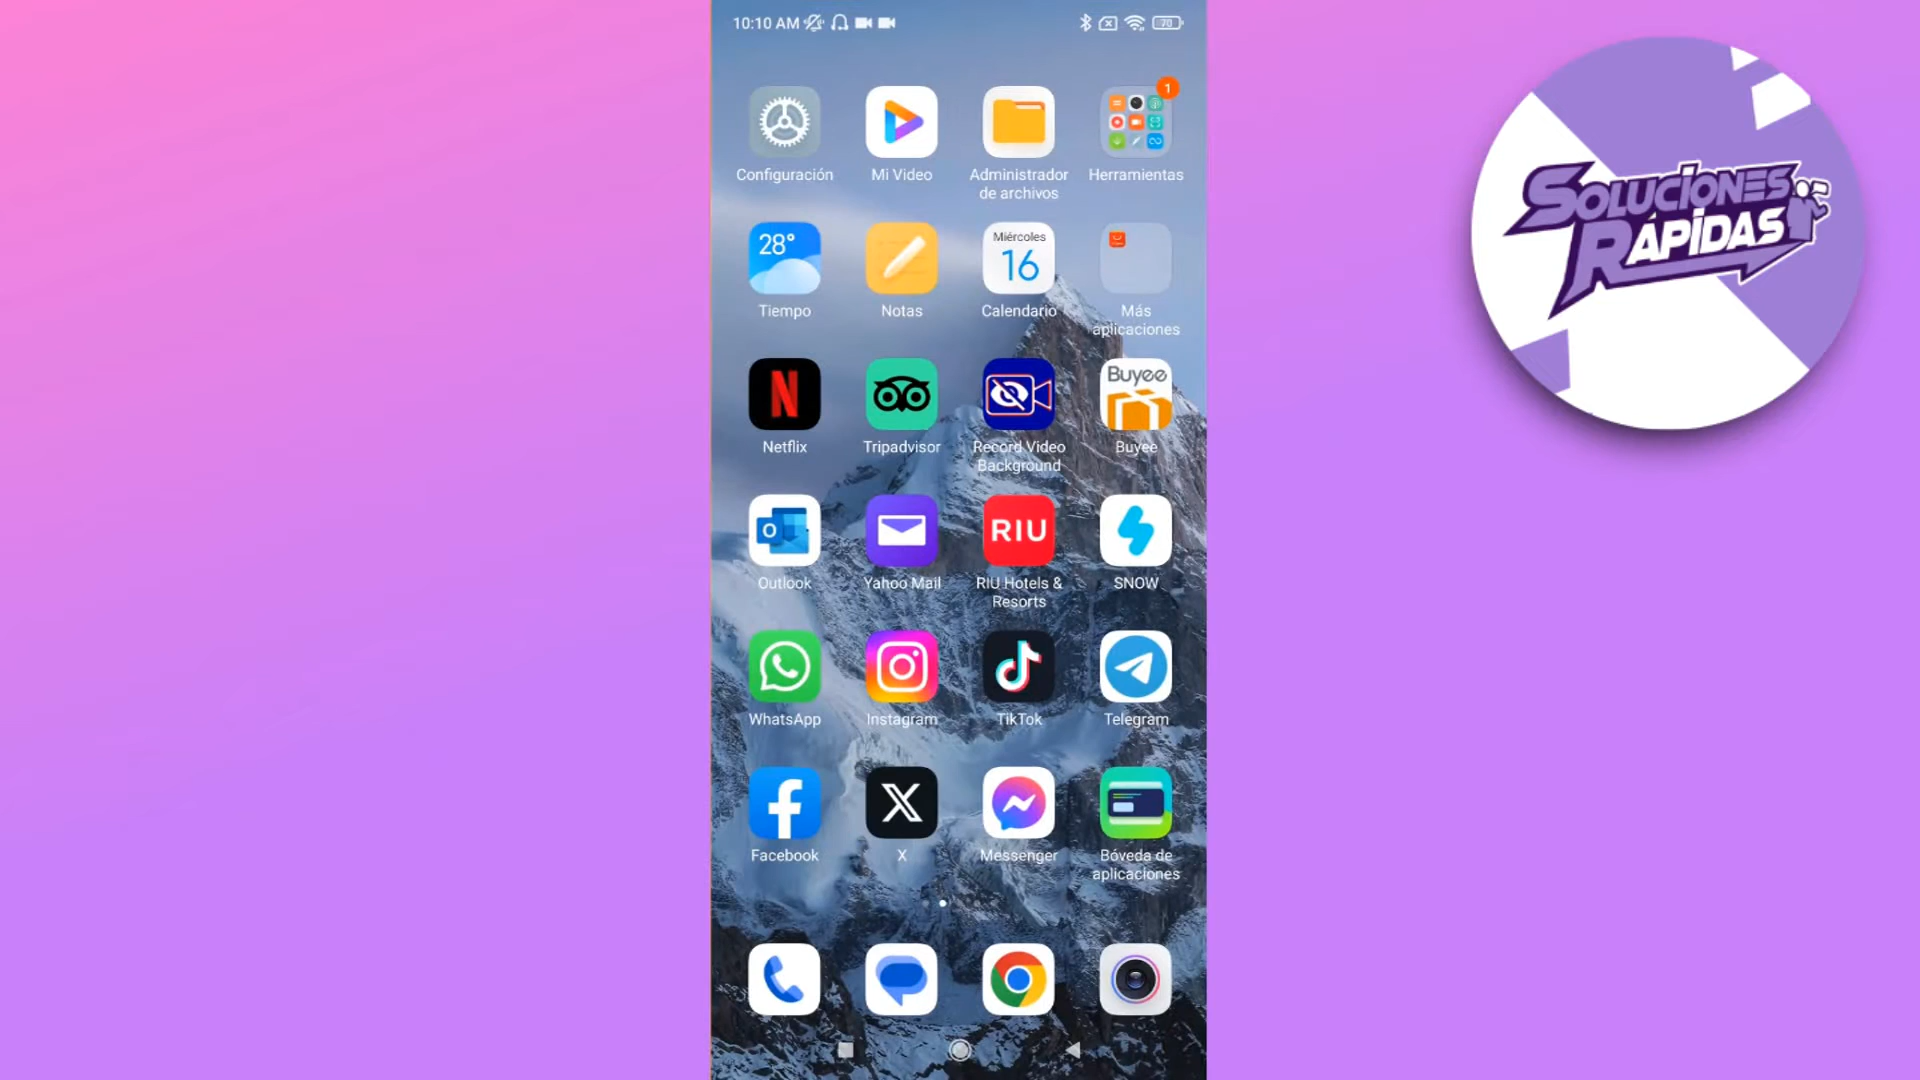 10:10 AM
70
SOLUCIONES
RÁPIDAS
1
Configuración
Mi Video
Administrador
de archivos
Herramientas
28°
Miércoles
16
Tiempo
Notas
Calendario
Más
aplicaciones
N
Buyee
Netflix
Tripadvisor
Record Video
Background
Buyee
O
RIU
Outlook
Yahoo Mail
RIU Hotels &
Resorts
SNOW
WhatsApp
Instagram
TikTok
Telegram
Facebook
X
Messenger
Bóveda de
aplicaciones